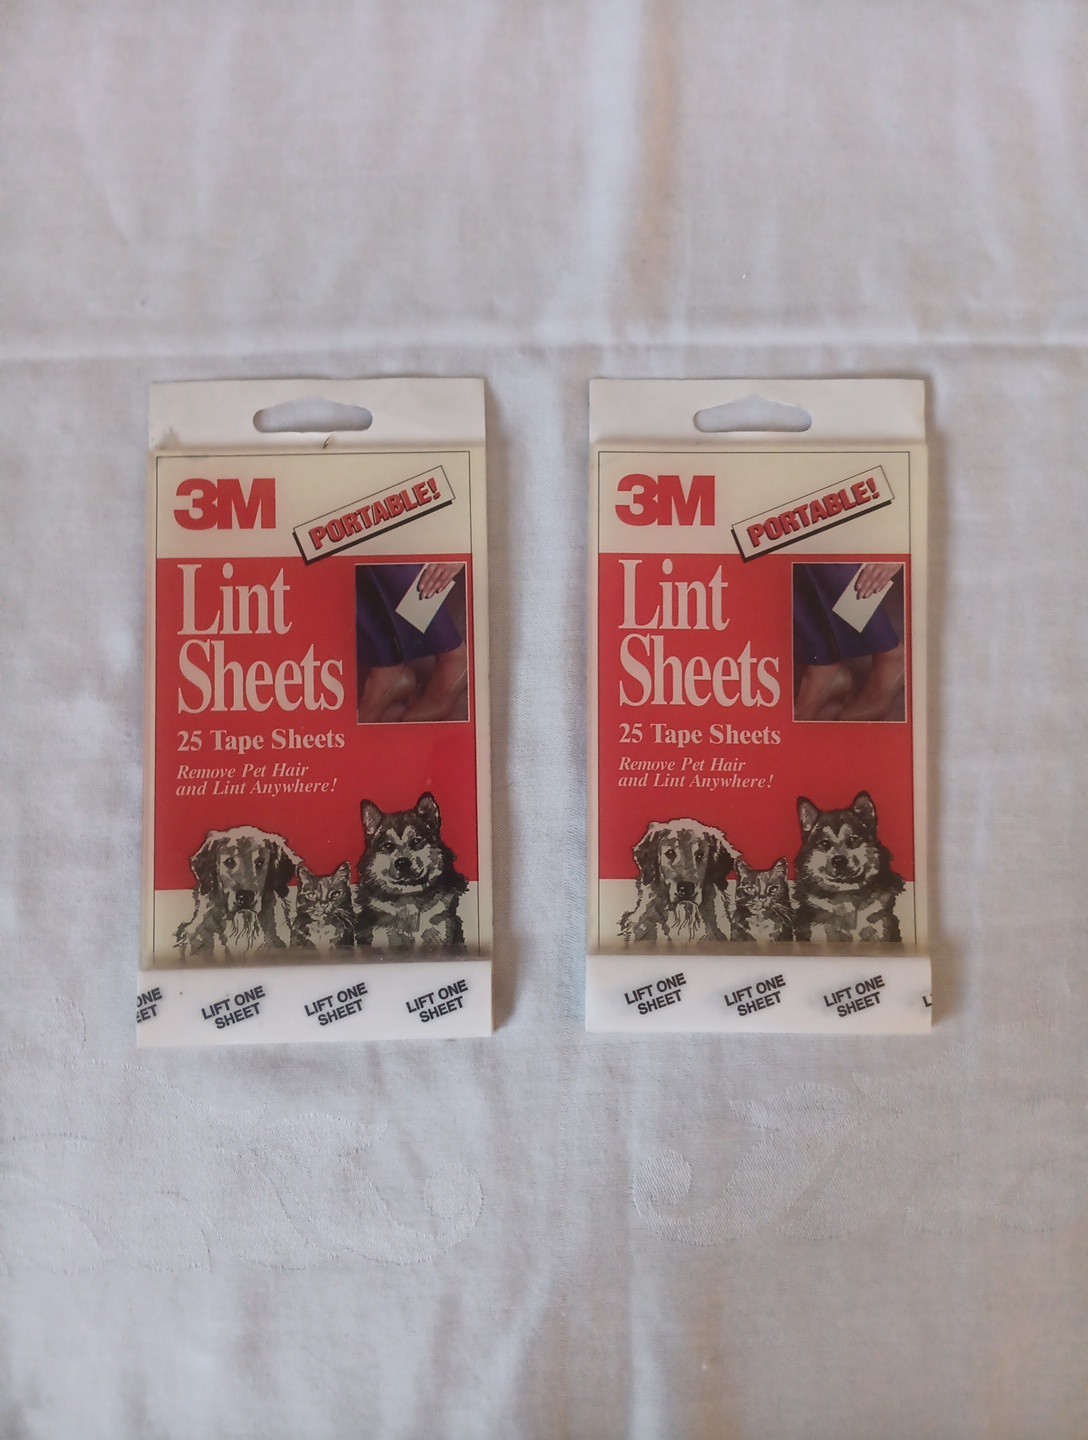 3M
PORTABLE!
Lint
Sheets
25 Tape Sheets
Remove Pet Hair
and Lint Anywhere!
LIFT ONE
SHEET
LIFT ONE
SHEET
LIFT ONE
SHEET
3M
PORTABLE!
Lint
Sheets
25 Tape Sheets
Remove Pet Hair
and Lint Anywhere!
LIFT ONE
SHEET
LIFT ONE
SHEET
LIFT ONE
SHEET